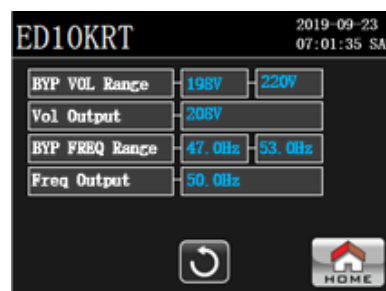 ED10KRT
2019-09-23
07:01:35 SA
BYP VOL Range 198V 220V
Vol Output 208V
BYP FREQ Range 47.0Hz 53.0Hz
Freq Output 50.0Hz
HOME